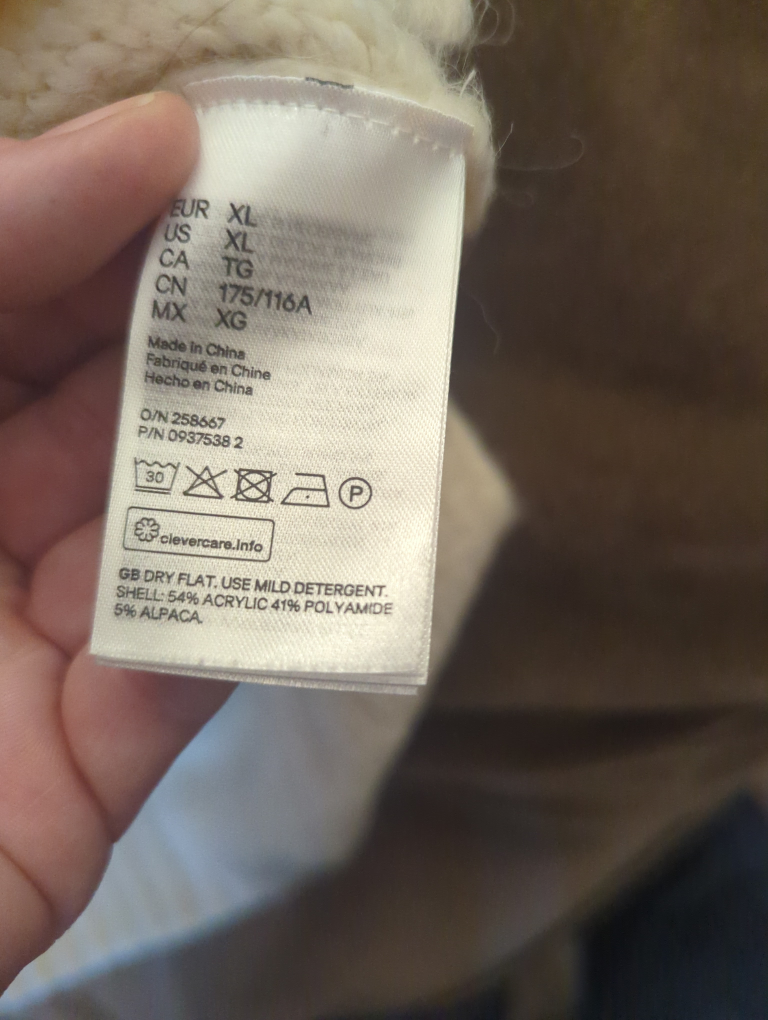 EUR XL
US XL
CA TG
CN 175/116A
MX XG
Made in China
Fabriqué en Chine
Hecho en China
O/N 258667
P/N 0937538 2
30
P
clevercare.info
GB DRY FLAT. USE MILD DETERGENT.
SHELL: 54% ACRYLIC 41% POLYAMIDE
5% ALPACA.